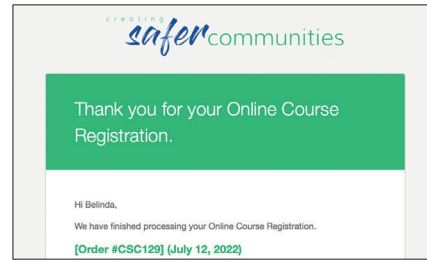 creating
safer communities
Thank you for your Online Course
Registration.
Hi Belinda,
We have finished processing your Online Course Registration.
[Order #CSC129] (July 12, 2022)